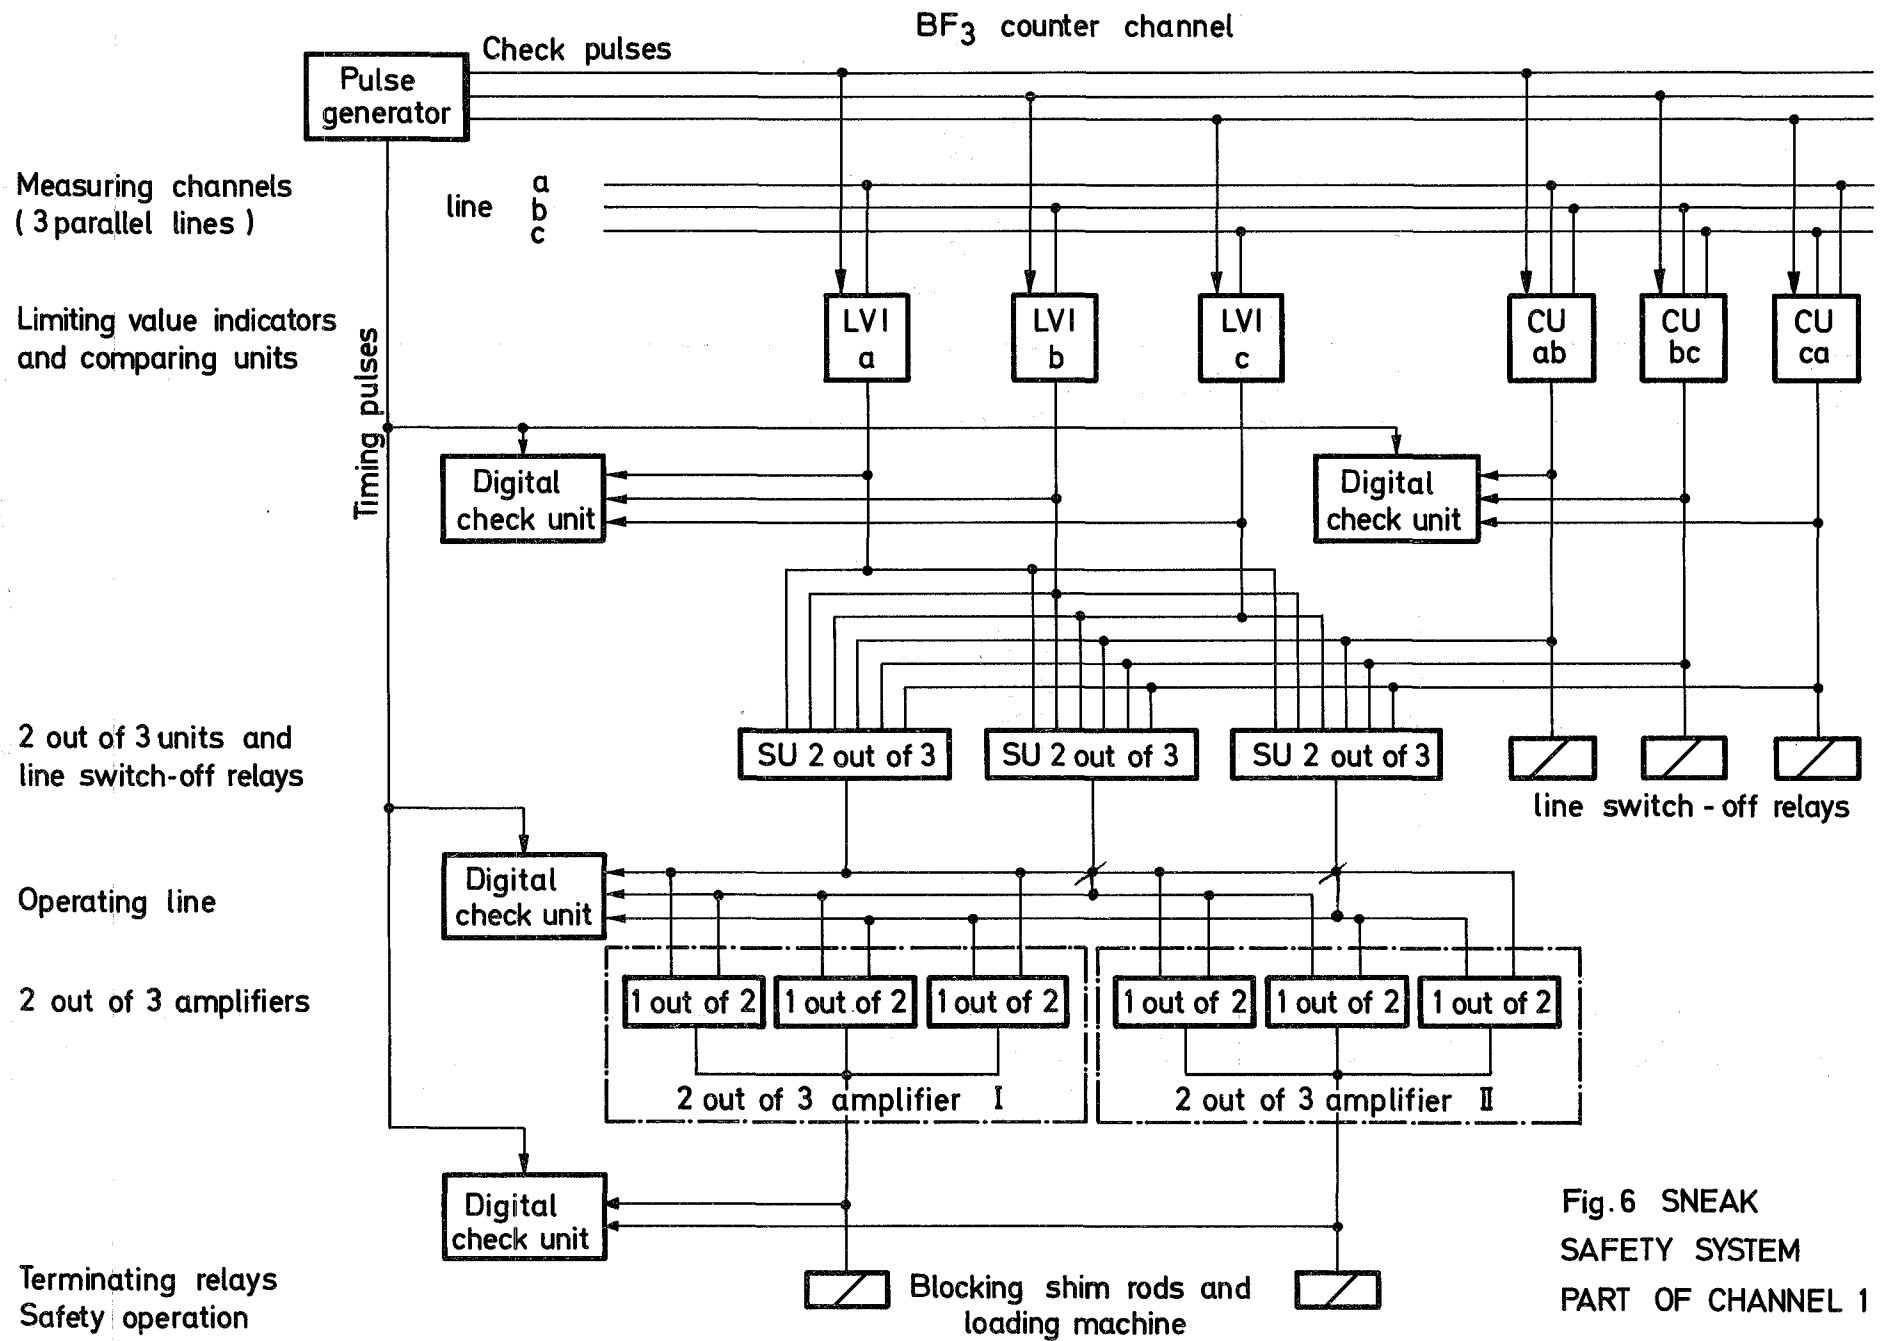 BF3 counter channel
Check pulses
Pulse
generator
Measuring channels
( 3 parallel lines )
line
a
b
c
Limiting value indicators
and comparing units
LVI
a
LVI
b
LVI
c
CU
ab
CU
bc
CU
ca
Timing pulses
Digital
check unit
Digital
check unit
2 out of 3 units and
line switch-off relays
SU 2 out of 3
SU 2 out of 3
SU 2 out of 3
line switch - off relays
Operating line
Digital
check unit
2 out of 3 amplifiers
1 out of 2
1 out of 2
1 out of 2
1 out of 2
1 out of 2
1 out of 2
2 out of 3 amplifier I
2 out of 3 amplifier II
Digital
check unit
Terminating relays
Safety operation
Blocking shim rods and
loading machine
Fig. 6 SNEAK
SAFETY SYSTEM
PART OF CHANNEL 1